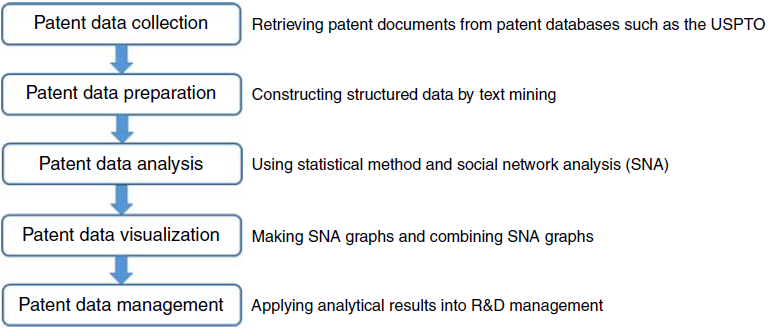 Patent data collection
Retrieving patent documents from patent databases such as the USPTO
Patent data preparation
Constructing structured data by text mining
Patent data analysis
Using statistical method and social network analysis (SNA)
Patent data visualization
Making SNA graphs and combining SNA graphs
Patent data management
Applying analytical results into R&D management